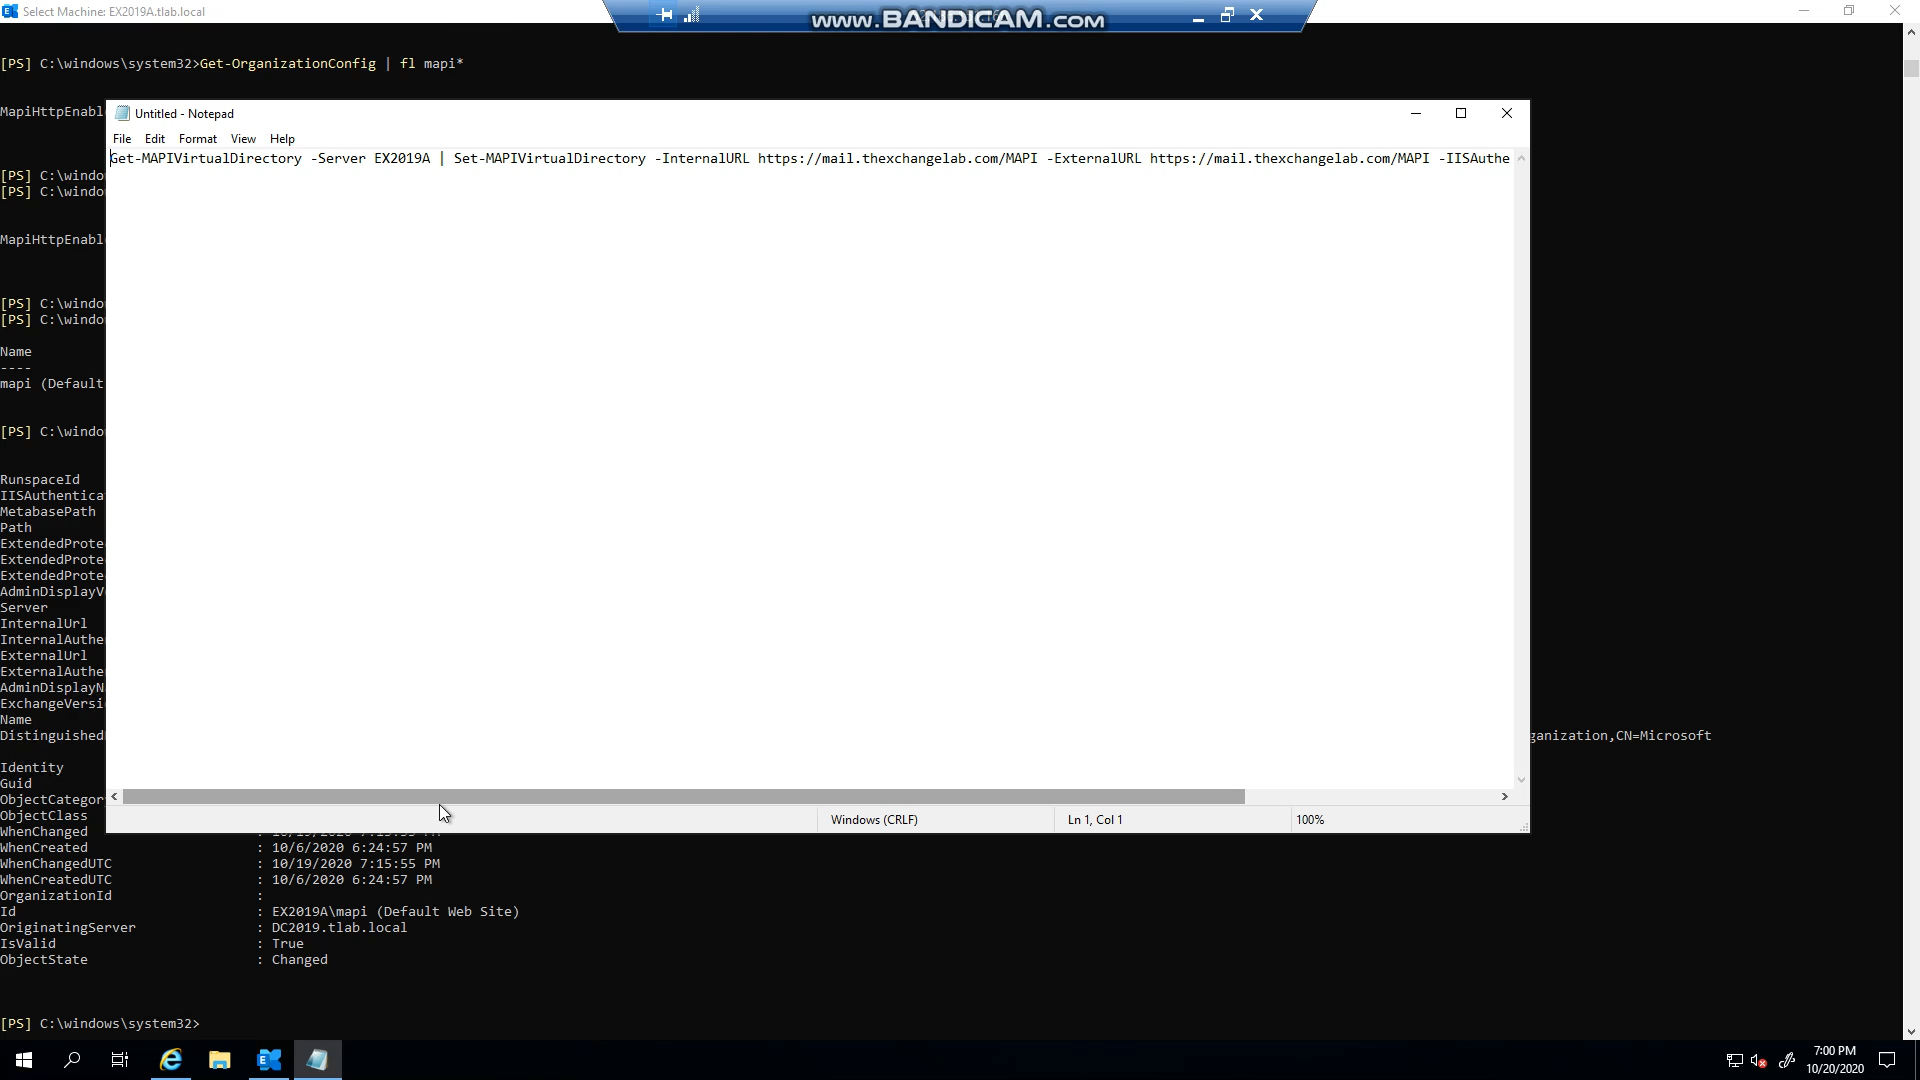 Select Machine: EX2019A.tlab.local
www.BANDICAM.com
[PS] C:\windows\system32>Get-OrganizationConfig | fl mapi*
MapiHttpEnabl
Untitled - Notepad
File Edit Format View Help
Get-MAPIVirtualDirectory -Server EX2019A | Set-MAPIVirtualDirectory -InternalURL https://mail.thexchangelab.com/MAPI -ExternalURL https://mail.thexchangelab.com/MAPI -IISAuthe
[PS] C:\windo
[PS] C:\windo
MapiHttpEnabl
[PS] C:\windo
[PS] C:\windo
Name
----
mapi (Default
[PS] C:\windo
RunspaceId
IISAuthentica
MetabasePath
Path
ExtendedProte
ExtendedProte
ExtendedProte
AdminDisplayV
Server
InternalUrl
InternalAuthe
ExternalUrl
ExternalAuthe
AdminDisplayN
ExchangeVersi
Name
Distinguished ganization,CN=Microsoft
Identity
Guid
ObjectCategor
ObjectClass
WhenChanged
Windows (CRLF) Ln 1, Col 1 100%
WhenCreated : 10/6/2020 6:24:57 PM
WhenChangedUTC : 10/19/2020 7:15:55 PM
WhenCreatedUTC : 10/6/2020 6:24:57 PM
OrganizationId :
Id : EX2019A\mapi (Default Web Site)
OriginatingServer : DC2019.tlab.local
IsValid : True
ObjectState : Changed
[PS] C:\windows\system32>
7:00 PM
10/20/2020